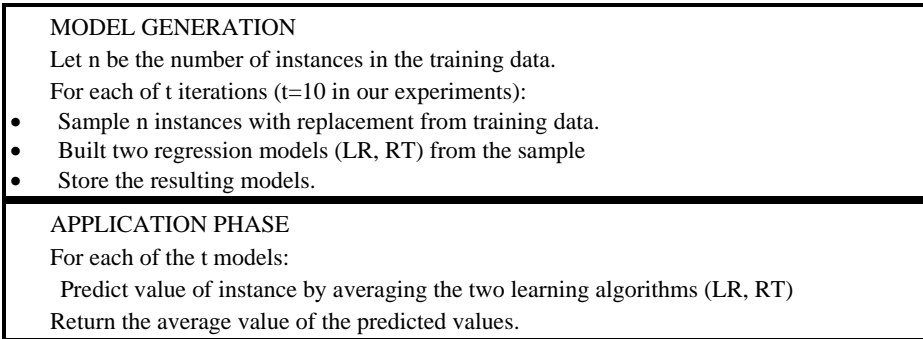 MODEL GENERATION
Let n be the number of instances in the training data.
For each of t iterations (t=10 in our experiments):
• Sample n instances with replacement from training data.
• Built two regression models (LR, RT) from the sample
• Store the resulting models.
APPLICATION PHASE
For each of the t models:
Predict value of instance by averaging the two learning algorithms (LR, RT)
Return the average value of the predicted values.